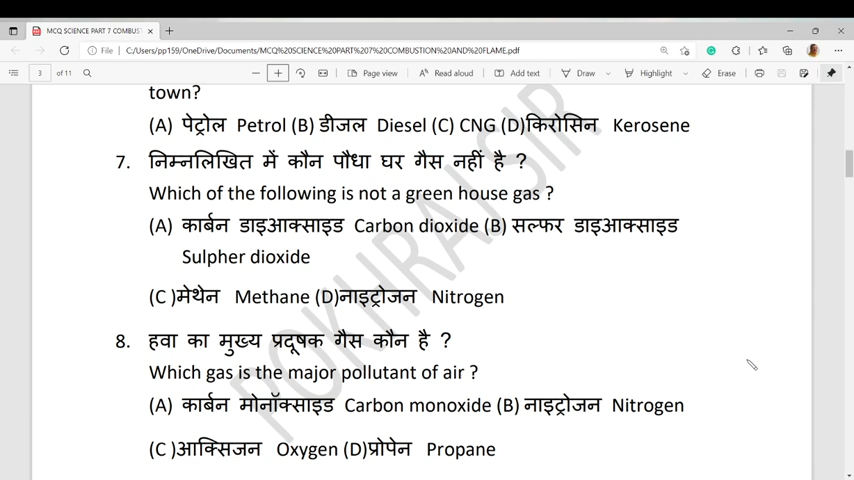 MCQ SCIENCE PART 7 COMBUST
File
C:/Users/pp159/OneDrive/Documents/MCQ%20SCIENCE%20PART%207%20COMBUSTION%20AND%20FLAME.pdf
3 of 11
Page view
Read aloud
Add text
Draw
Highlight
Erase
town?
(A) पेट्रोल Petrol (B) डीजल Diesel (C) CNG (D)किरोसिन Kerosene
7. निम्नलिखित में कौन पौधा घर गैस नहीं है ?
Which of the following is not a green house gas ?
(A) कार्बन डाइआक्साइड Carbon dioxide (B) सल्फर डाइआक्साइड
Sulpher dioxide
(C )मेथेन Methane (D)नाइट्रोजन Nitrogen
8. हवा का मुख्य प्रदूषक गैस कौन है ?
Which gas is the major pollutant of air ?
(A) कार्बन मोनॉक्साइड Carbon monoxide (B) नाइट्रोजन Nitrogen
(C )आक्सिजन Oxygen (D)प्रोपेन Propane
POKHRAJ SIR